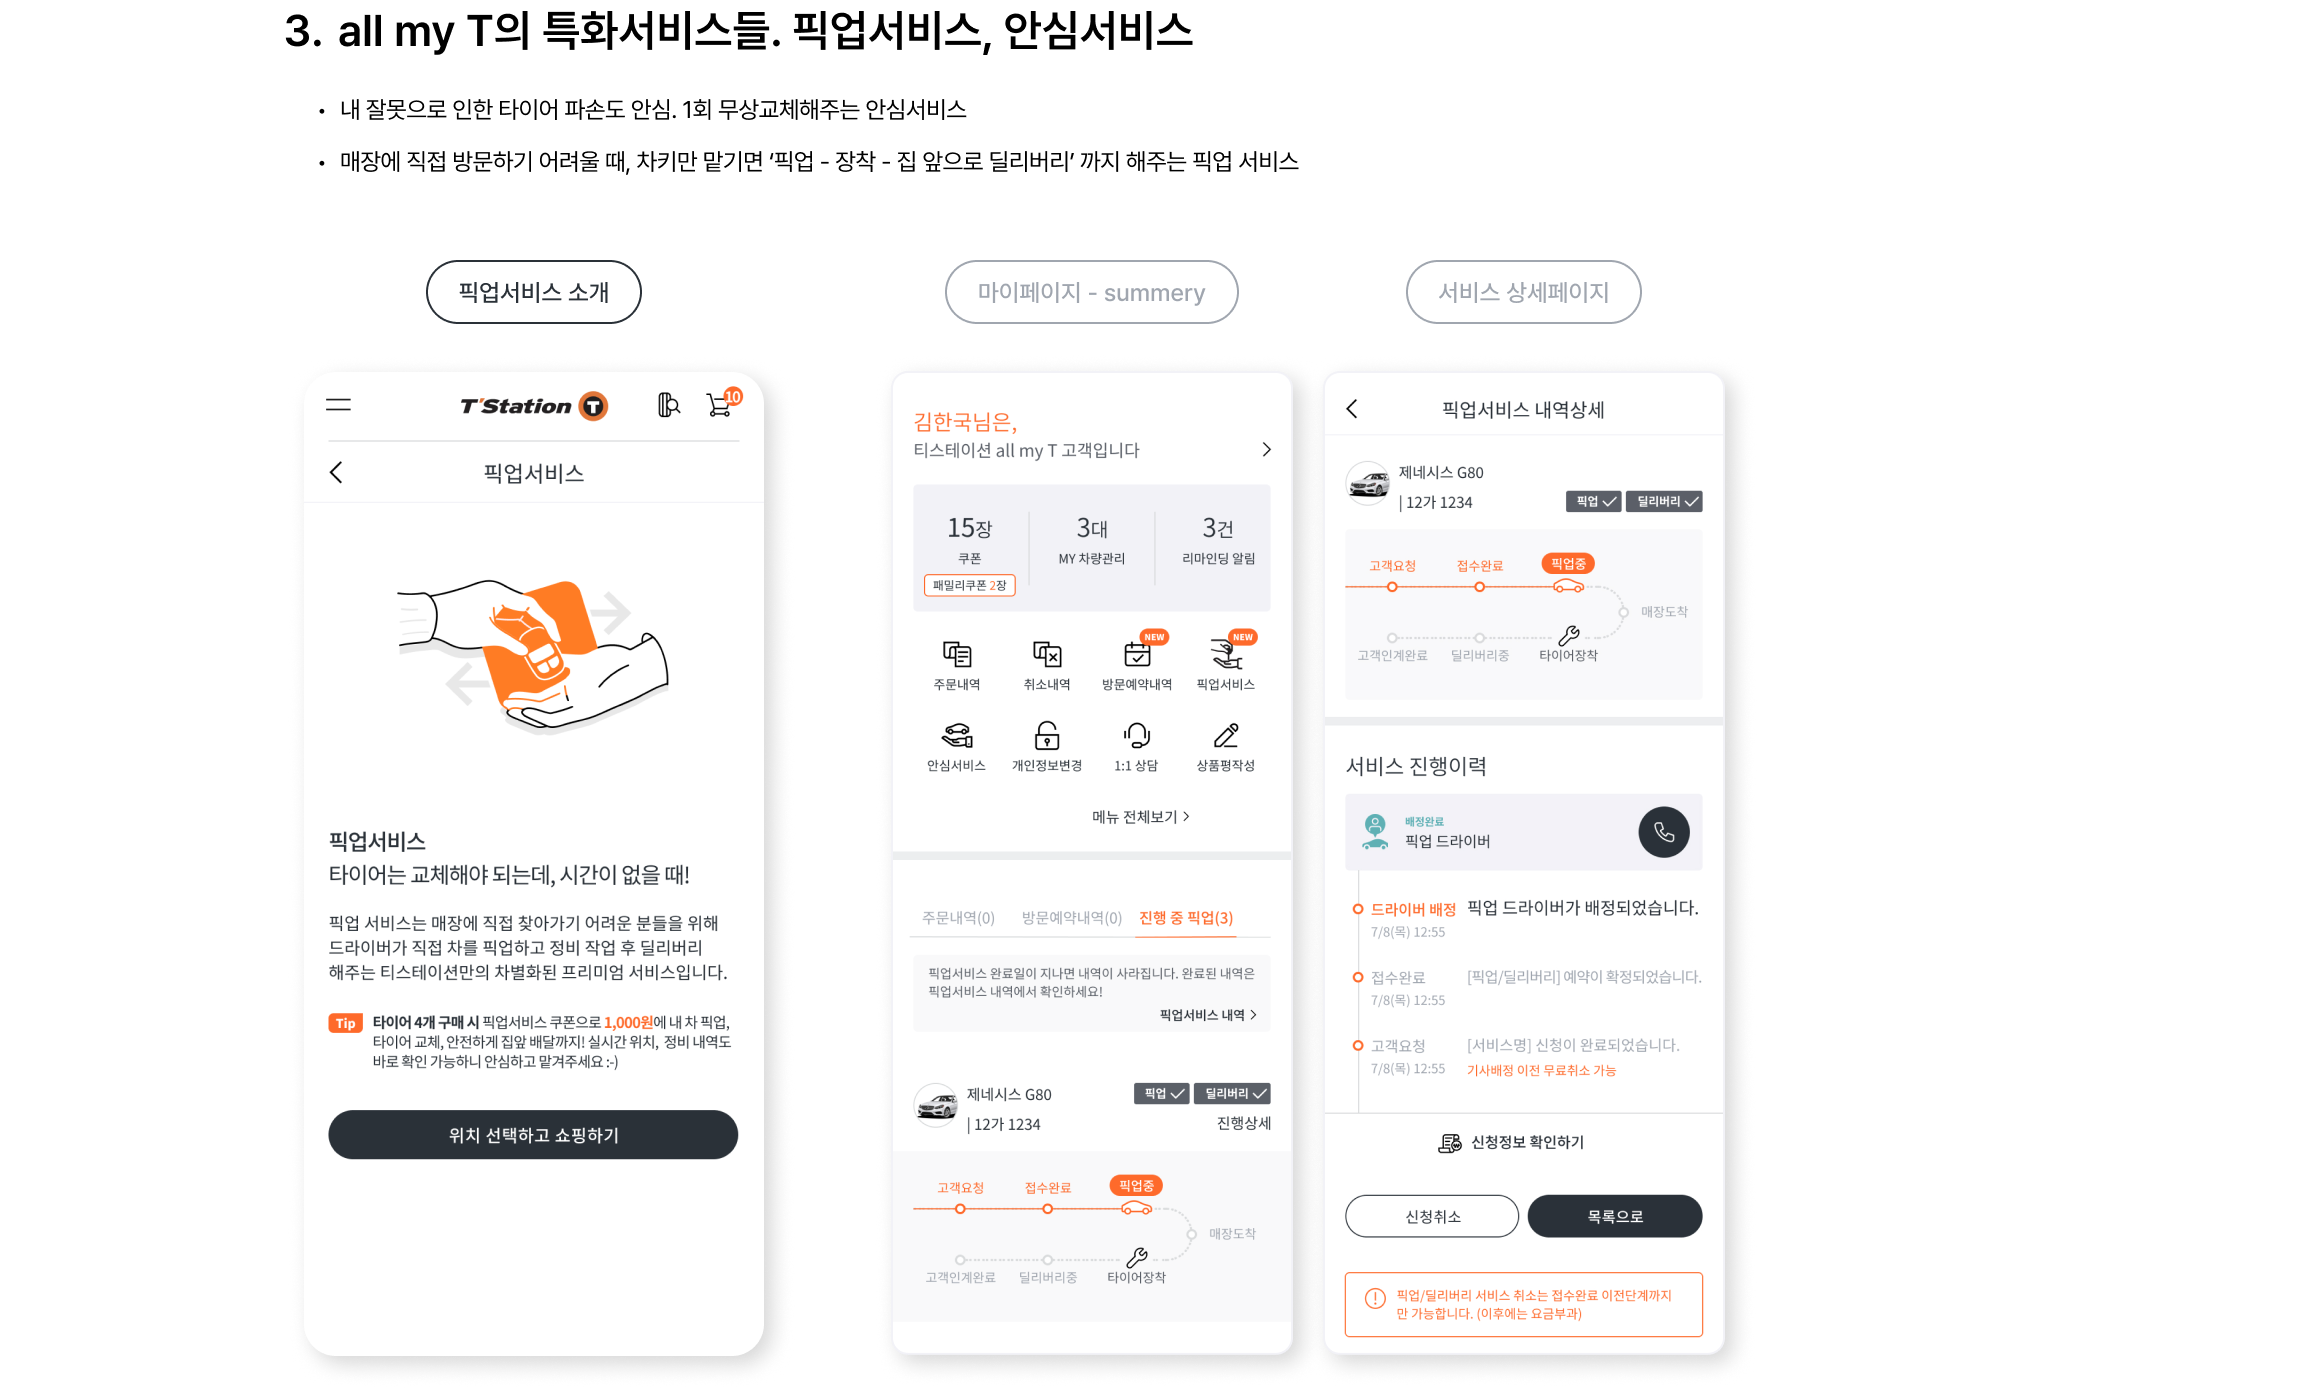 3. all my T의 특화서비스들. 픽업서비스, 안심서비스
• 내 잘못으로 인한 타이어 파손도 안심. 1회 무상교체해주는 안심서비스
• 매장에 직접 방문하기 어려울 때, 차키만 맡기면 '픽업 - 장착 - 집 앞으로 딜리버리' 까지 해주는 픽업 서비스
픽업서비스 소개
T'Station T
10
픽업서비스
픽업서비스
타이어는 교체해야 되는데, 시간이 없을 때!
픽업 서비스는 매장에 직접 찾아가기 어려운 분들을 위해
드라이버가 직접 차를 픽업하고 정비 작업 후 딜리버리
해주는 티스테이션만의 차별화된 프리미엄 서비스입니다.
Tip 타이어 4개 구매 시 픽업서비스 쿠폰으로 1,000원에 내 차 픽업,
타이어 교체, 안전하게 집앞 배달까지! 실시간 위치, 정비 내역도
바로 확인 가능하니 안심하고 맡겨주세요 :-)
위치 선택하고 쇼핑하기
마이페이지 - summery
김한국님은,
티스테이션 all my T 고객입니다
15장 3대 3건
쿠폰 MY 차량관리 리마인딩 알림
패밀리쿠폰 2장
NEW NEW
주문내역 취소내역 방문예약내역 픽업서비스
안심서비스 개인정보변경 1:1 상담 상품평작성
메뉴 전체보기 >
주문내역(0) 방문예약내역(0) 진행 중 픽업(3)
픽업서비스 완료일이 지나면 내역이 사라집니다. 완료된 내역은
픽업서비스 내역에서 확인하세요!
픽업서비스 내역 >
제네시스 G80 픽업 딜리버리
| 12가 1234 진행상세
고객요청 접수완료 픽업중
매장도착
고객인계완료 딜리버리중 타이어장착
서비스 상세페이지
픽업서비스 내역상세
제네시스 G80
| 12가 1234 픽업 딜리버리
고객요청 접수완료 픽업중
매장도착
고객인계완료 딜리버리중 타이어장착
서비스 진행이력
배정완료
픽업 드라이버
드라이버 배정 픽업 드라이버가 배정되었습니다.
7/8(목) 12:55
접수완료 [픽업/딜리버리] 예약이 확정되었습니다.
7/8(목) 12:55
고객요청 [서비스명] 신청이 완료되었습니다.
7/8(목) 12:55 기사배정 이전 무료취소 가능
신청정보 확인하기
신청취소 목록으로
픽업/딜리버리 서비스 취소는 접수완료 이전단계까지
만 가능합니다. (이후에는 요금부과)